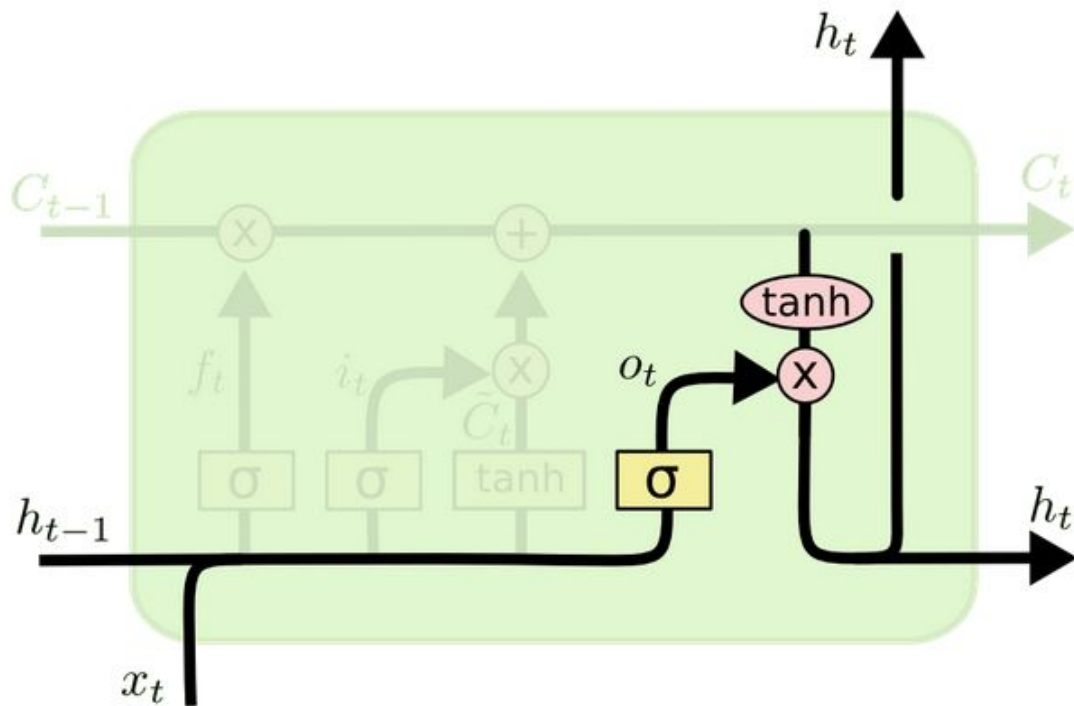 h_t
C_{t-1} x + C_t
tanh
f_t i_t x o_t x
C̃_t
σ σ tanh σ
h_{t-1} h_t
x_t